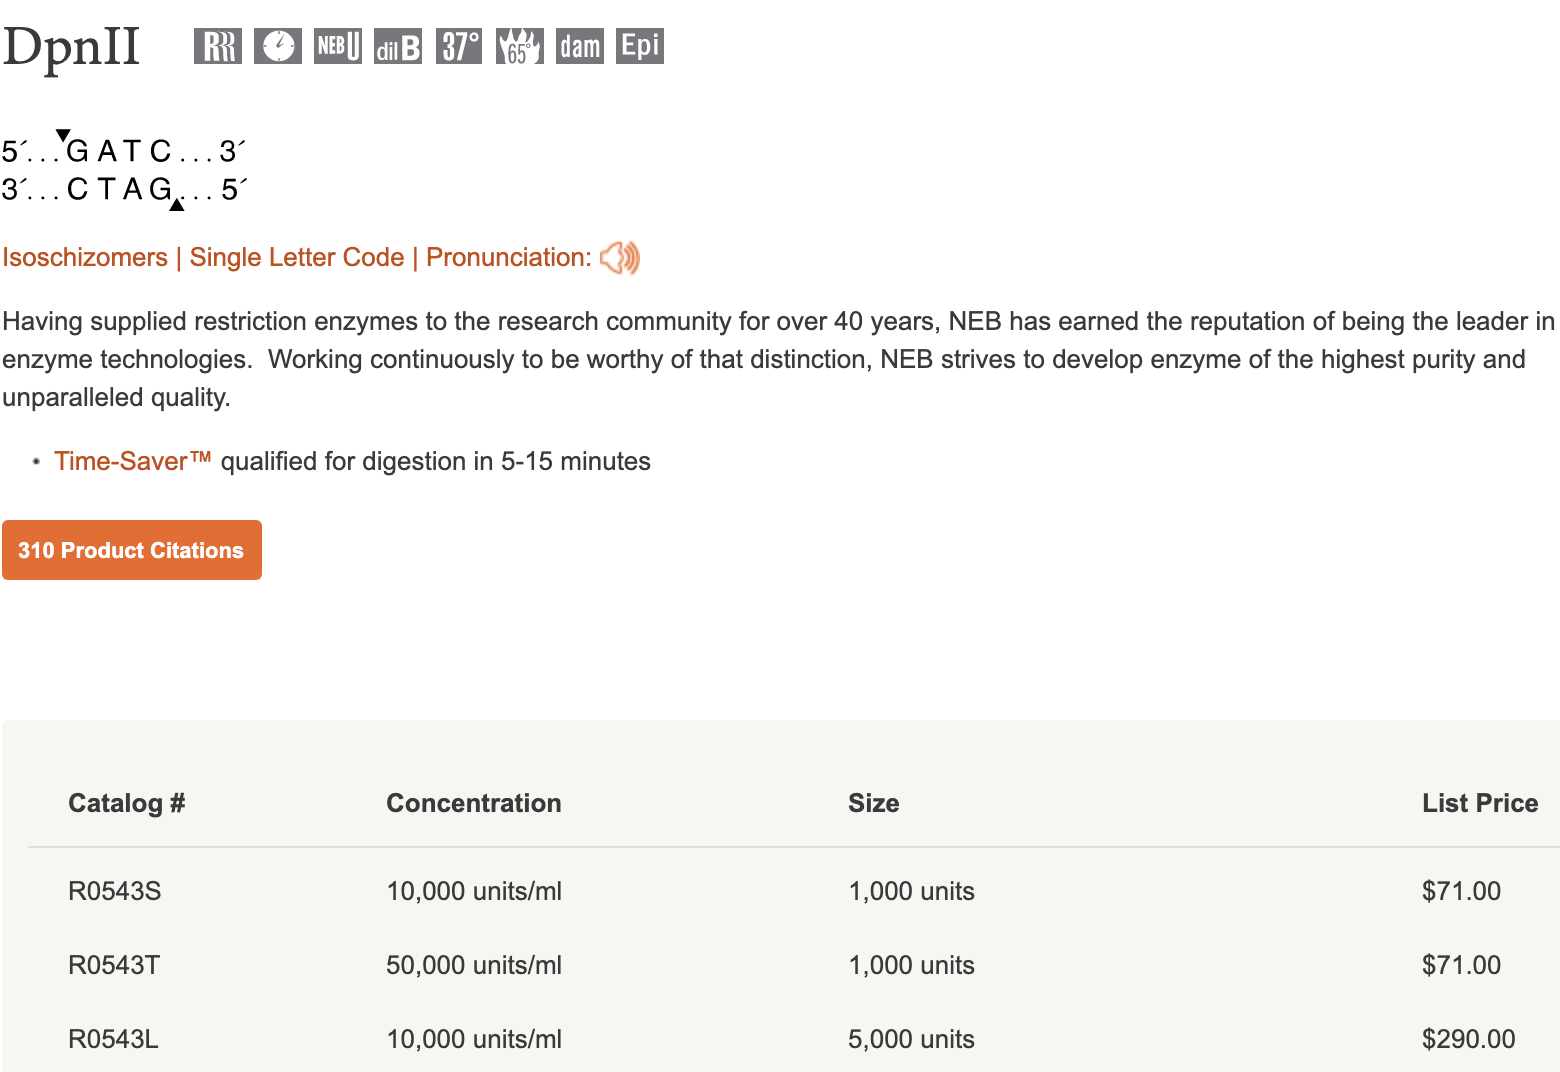 DpnII RRR NEB U dil B 37° 65° dam Epi
5´...GATC...3´
3´...CTAG...5´
Isoschizomers | Single Letter Code | Pronunciation:
Having supplied restriction enzymes to the research community for over 40 years, NEB has earned the reputation of being the leader in
enzyme technologies.  Working continuously to be worthy of that distinction, NEB strives to develop enzyme of the highest purity and
unparalleled quality.
• Time-Saver™ qualified for digestion in 5-15 minutes
310 Product Citations
Catalog # Concentration Size List Price
R0543S 10,000 units/ml 1,000 units $71.00
R0543T 50,000 units/ml 1,000 units $71.00
R0543L 10,000 units/ml 5,000 units $290.00